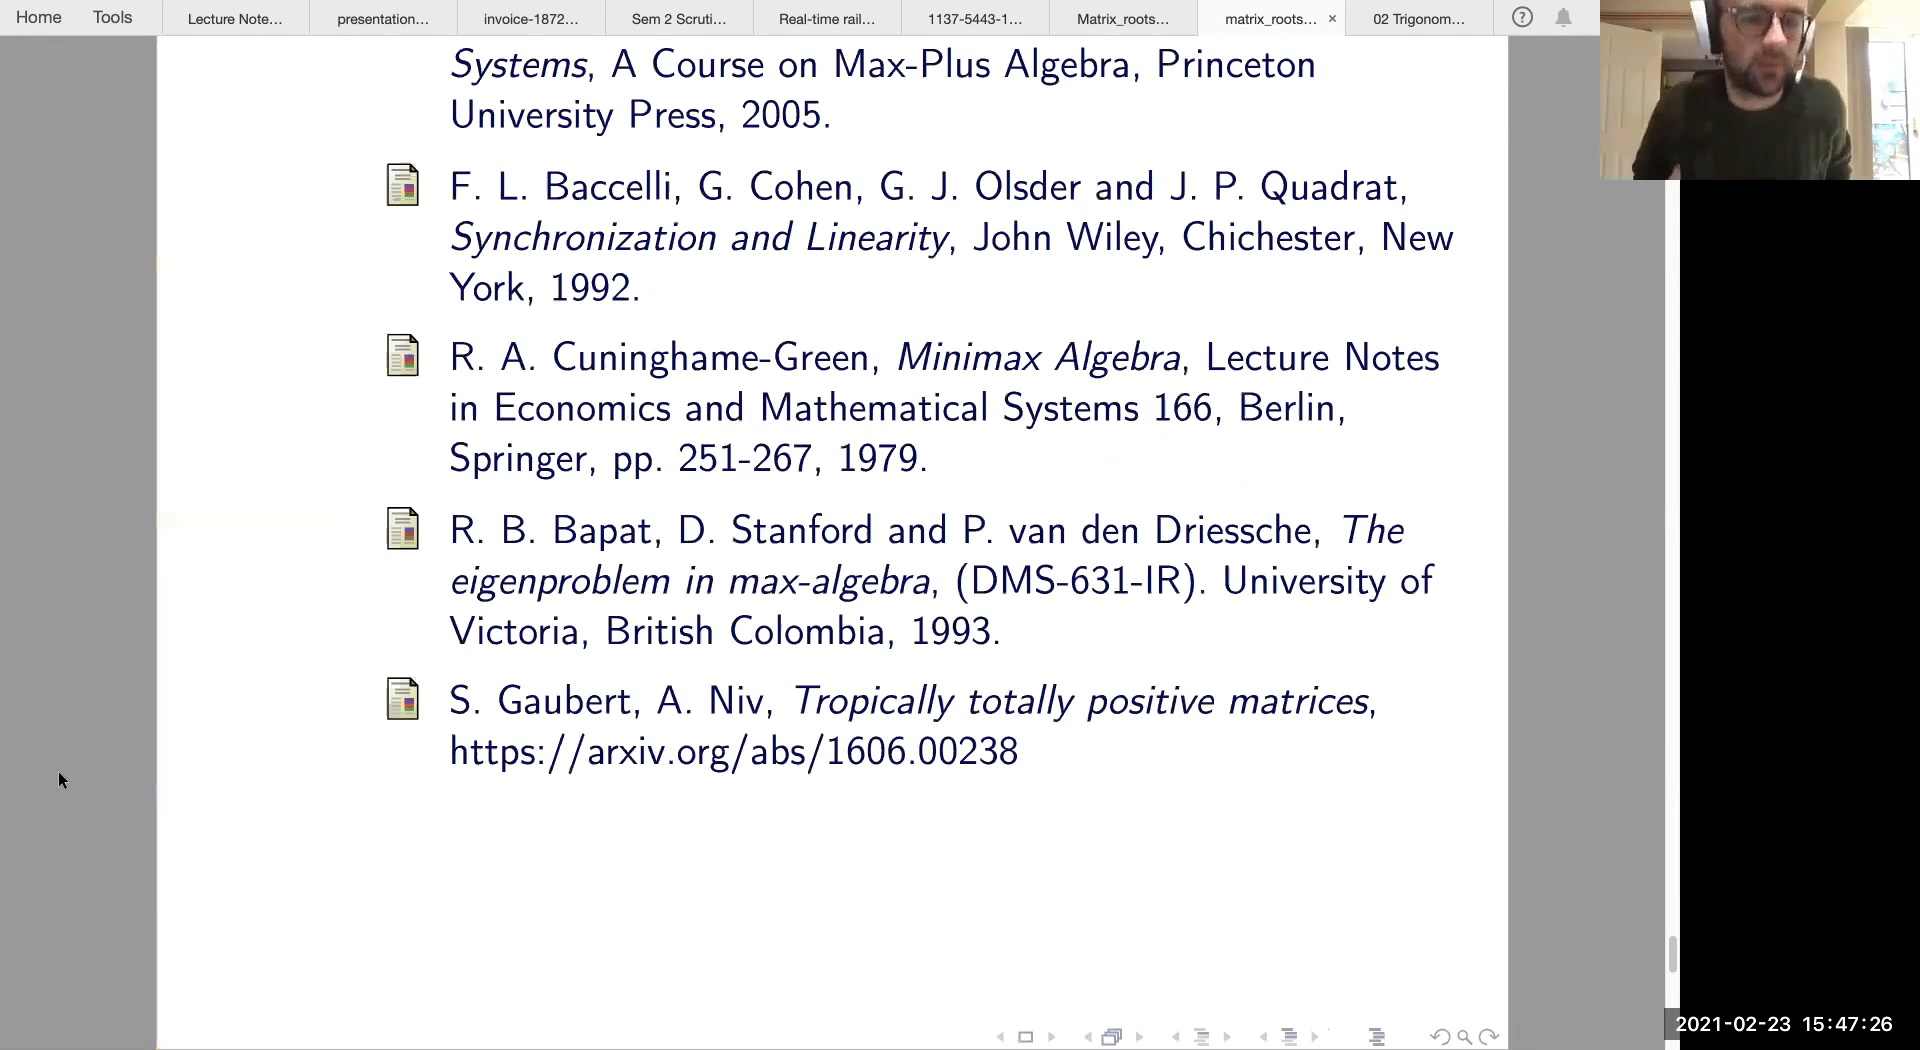 Home Tools Lecture Note... presentation... invoice-1872... Sem 2 Scruti... Real-time rail... 1137-5443-1... Matrix_roots... matrix_roots... × 02 Trigonom... ?
Systems, A Course on Max-Plus Algebra, Princeton
University Press, 2005.
F. L. Baccelli, G. Cohen, G. J. Olsder and J. P. Quadrat,
Synchronization and Linearity, John Wiley, Chichester, New
York, 1992.
R. A. Cuninghame-Green, Minimax Algebra, Lecture Notes
in Economics and Mathematical Systems 166, Berlin,
Springer, pp. 251-267, 1979.
R. B. Bapat, D. Stanford and P. van den Driessche, The
eigenproblem in max-algebra, (DMS-631-IR). University of
Victoria, British Colombia, 1993.
S. Gaubert, A. Niv, Tropically totally positive matrices,
https://arxiv.org/abs/1606.00238
2021-02-23 15:47:26